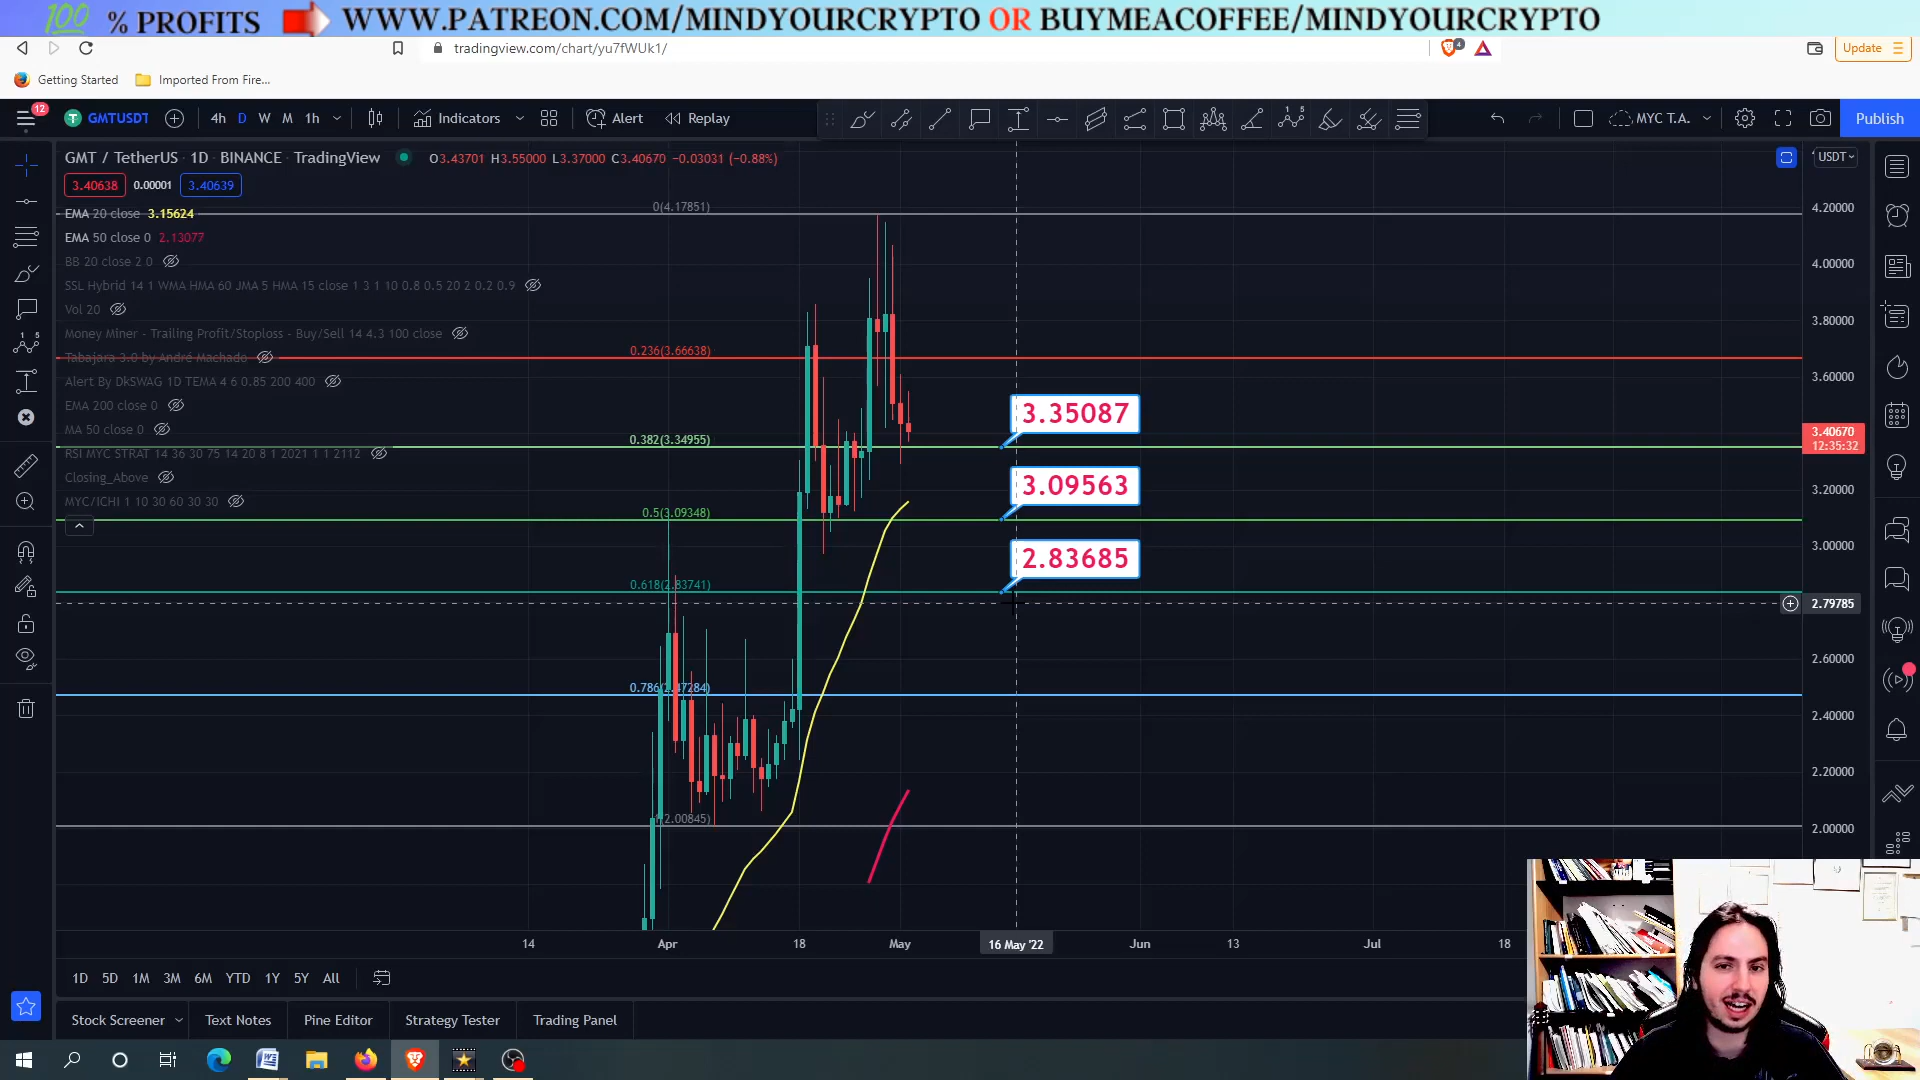 100 % PROFITS WWW.PATREON.COM/MINDYOURCRYPTO OR BUYMEACOFFEE/MINDYOURCRYPTO
tradingview.com/chart/yu7fWUk1/
4
Update
Getting Started Imported From Fire...
12 GMTUSDT 4h D W M 1h Indicators Alert Replay MYC T.A. Publish
GMT / TetherUS · 1D · BINANCE · TradingView O3.43701 H3.55000 L3.37000 C3.40670 −0.03031 (−0.88%) USDT
3.40638 0.00001 3.40639
EMA 20 close 3.15624
EMA 50 close 0 2.13077
BB 20 close 2 0
SSL Hybrid 14 1 WMA HMA 60 JMA 5 HMA 15 close 1 3 1 10 0.8 0.5 20 2 0.2 0.9
Vol 20
Money Miner - Trailing Profit/Stoploss - Buy/Sell 14 4.3 100 close
Tabajara 3.0 by André Machado
Alert By DkSWAG 1D TEMA 4 6 0.85 200 400
EMA 200 close 0
MA 50 close 0
RSI MYC STRAT 14 36 30 75 14 20 8 1 2021 1 1 2112
Closing_Above
MYC/ICHI 1 10 30 60 30 30
0(4.17851)
0.236(3.66638)
0.382(3.34955)
0.5(3.09348)
0.618(2.83741)
0.786(2.47284)
1(2.00845)
3.35087
3.09563
2.83685
4.20000
4.00000
3.80000
3.60000
3.40670
12:35:32
3.20000
3.00000
2.79785
2.60000
2.40000
2.20000
2.00000
14 Apr 18 May 16 May '22 Jun 13 Jul 18
1D 5D 1M 3M 6M YTD 1Y 5Y All
Stock Screener Text Notes Pine Editor Strategy Tester Trading Panel